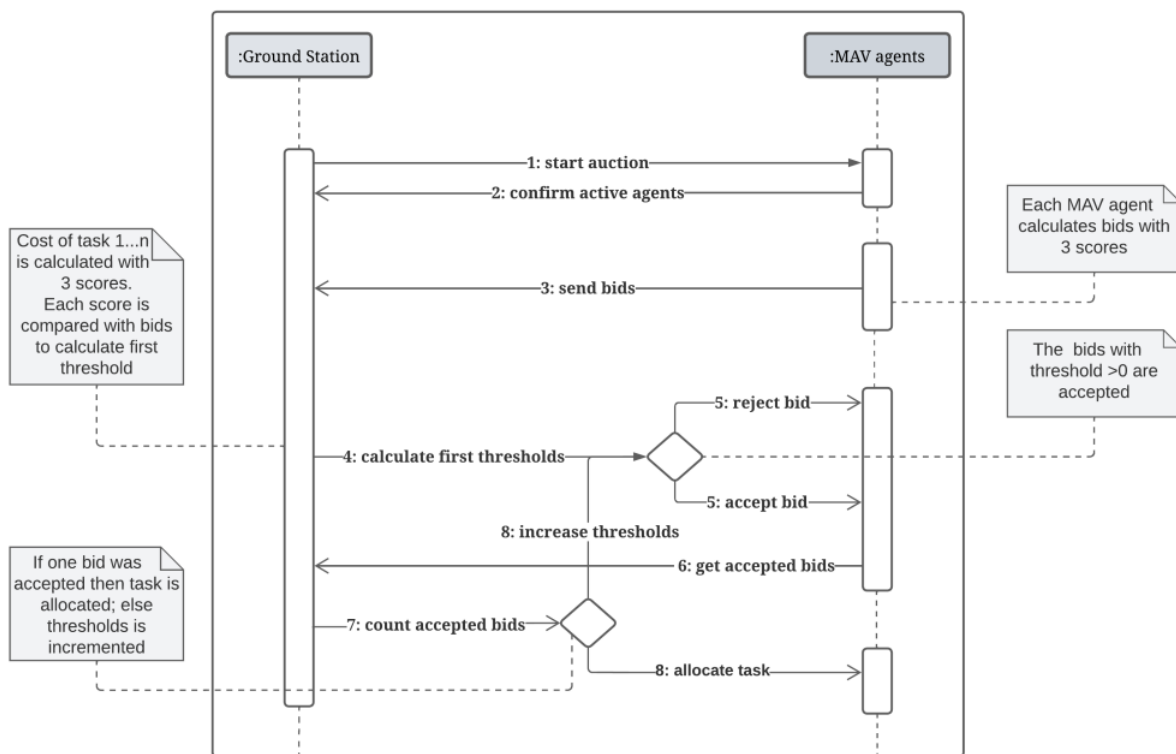 :Ground Station
:MAV agents
1: start auction
2: confirm active agents
Each MAV agent
calculates bids with
3 scores
Cost of task 1...n
is calculated with
3 scores.
Each score is
compared with bids
to calculate first
threshold
3: send bids
The bids with
threshold >0 are
accepted
5: reject bid
4: calculate first thresholds
5: accept bid
8: increase thresholds
6: get accepted bids
If one bid was
accepted then task is
allocated; else
thresholds is
incremented
7: count accepted bids
8: allocate task